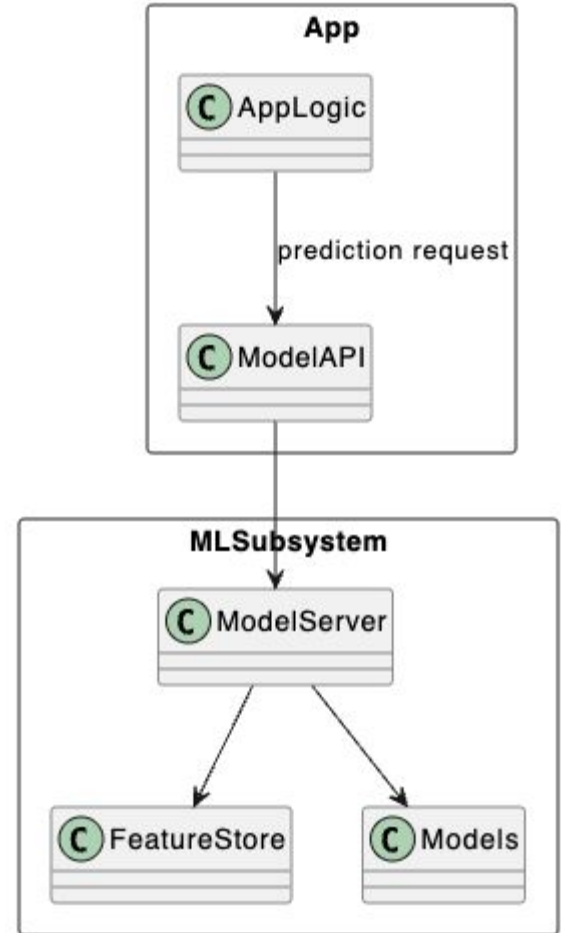 App
C AppLogic
prediction request
C ModelAPI
MLSubsystem
C ModelServer
C FeatureStore
C Models